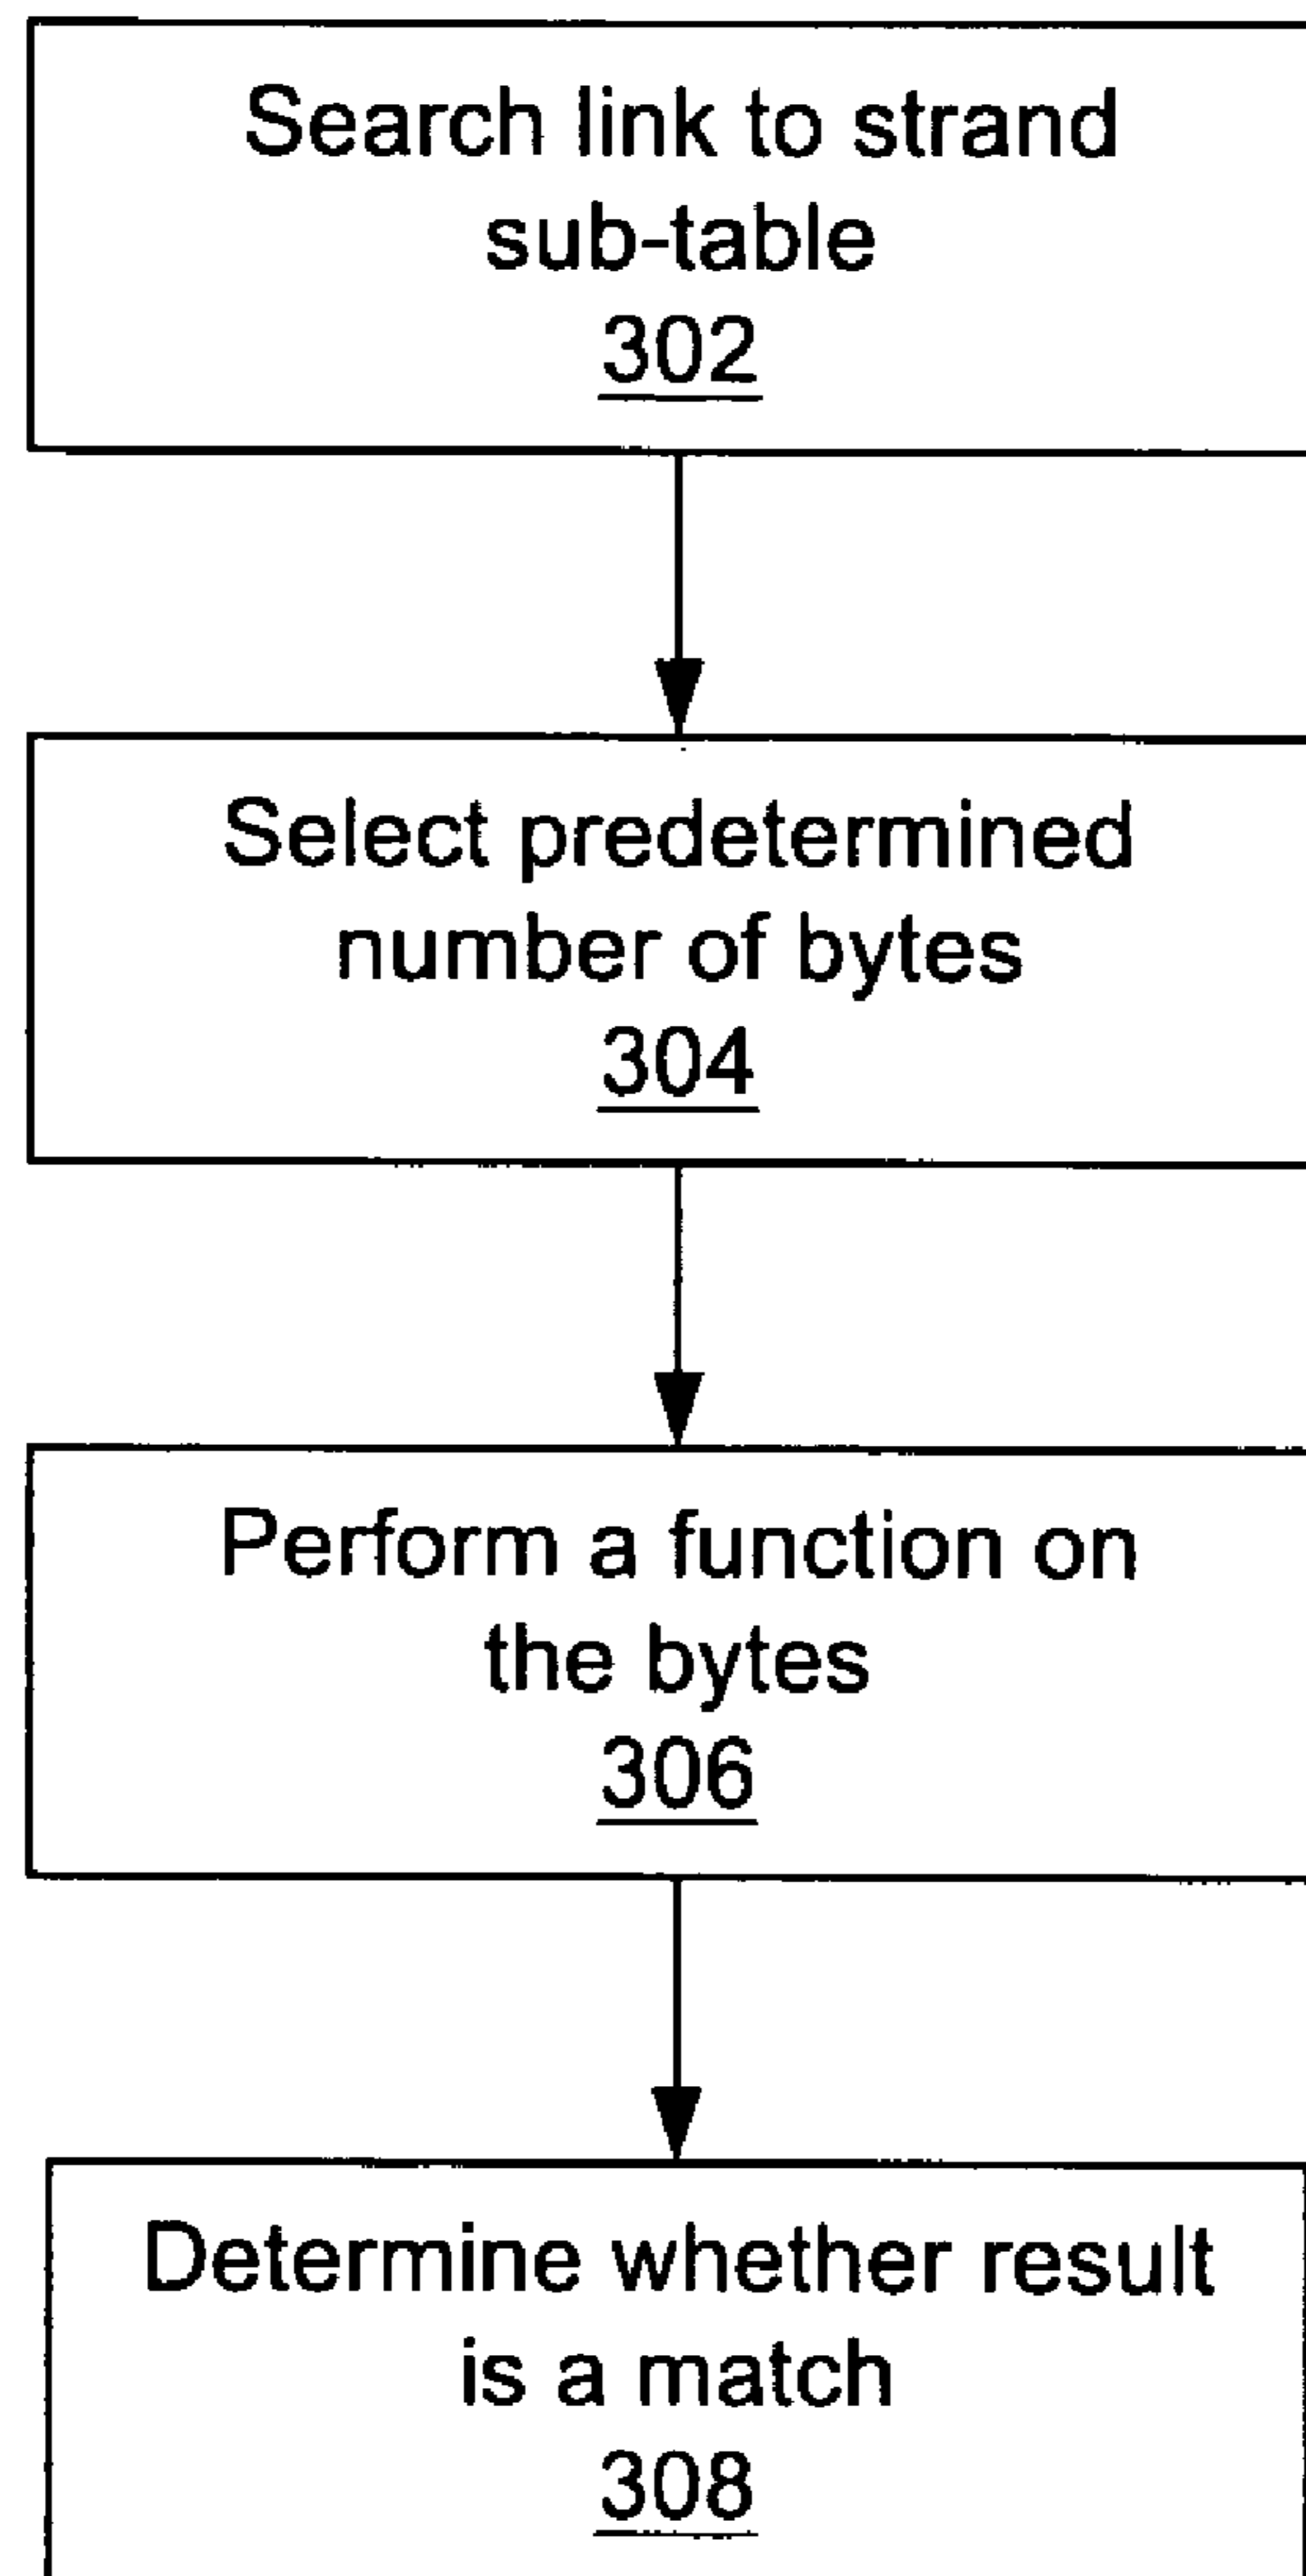 Search link to strand
sub-table
302
Select predetermined
number of bytes
304
Perform a function on
the bytes
306
Determine whether result
is a match
308